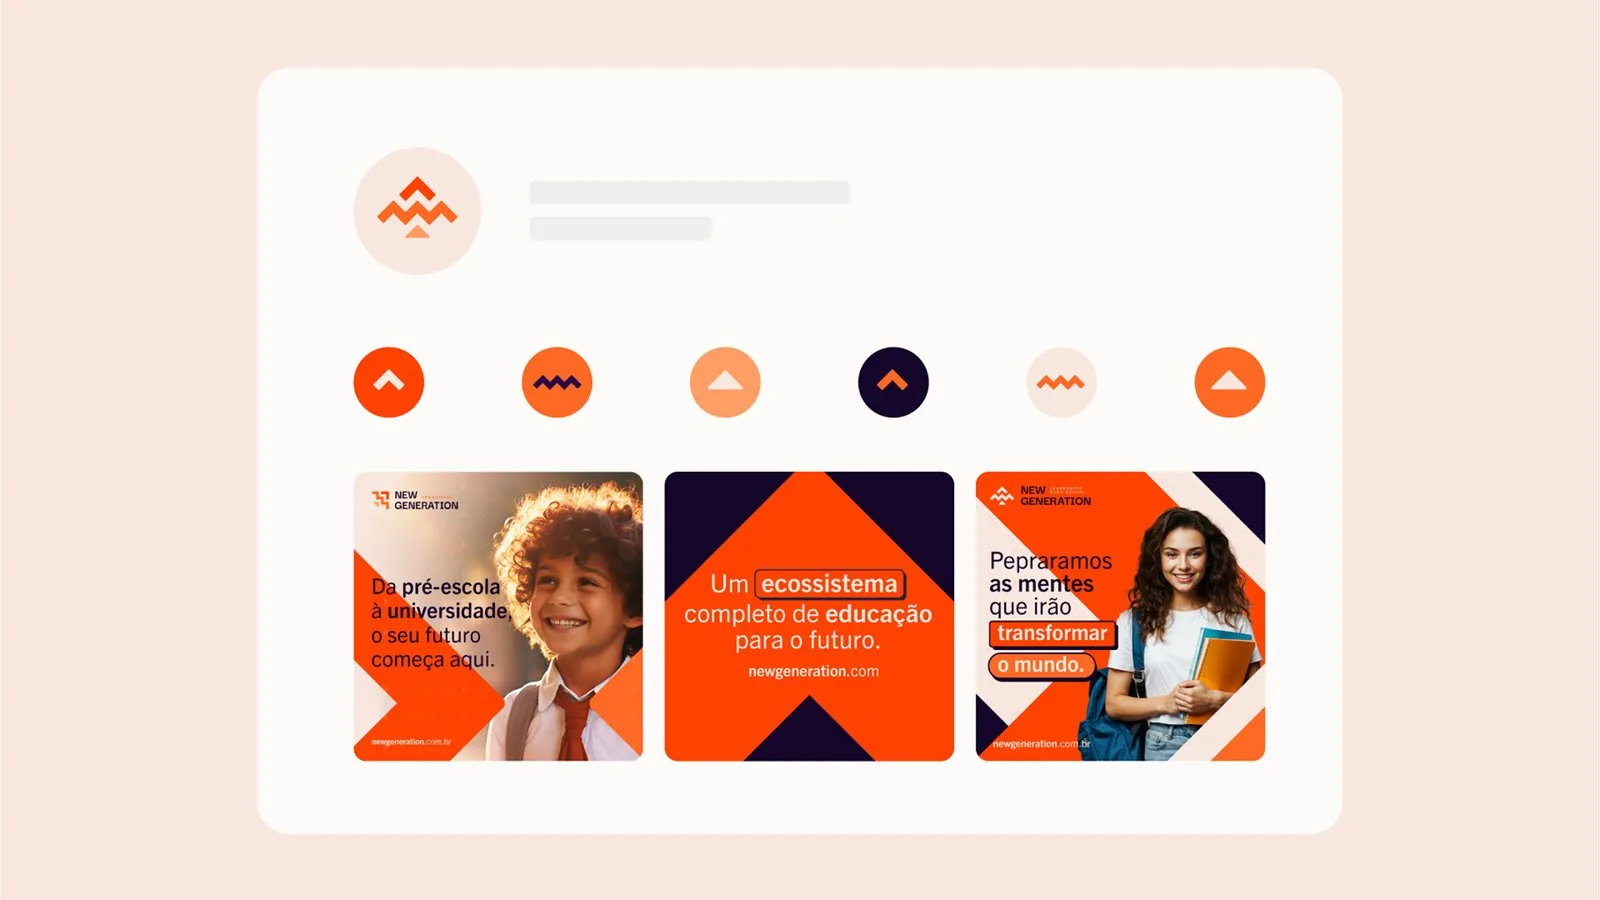 NEW
GENERATION
Da pré-escola
à universidade,
o seu futuro
começa aqui.
newgeneration.com.br
Um ecossistema
completo de educação
para o futuro.
newgeneration.com
NEW
GENERATION
Pepraramos
as mentes
que irão
transformar
o mundo.
newgeneration.com.br